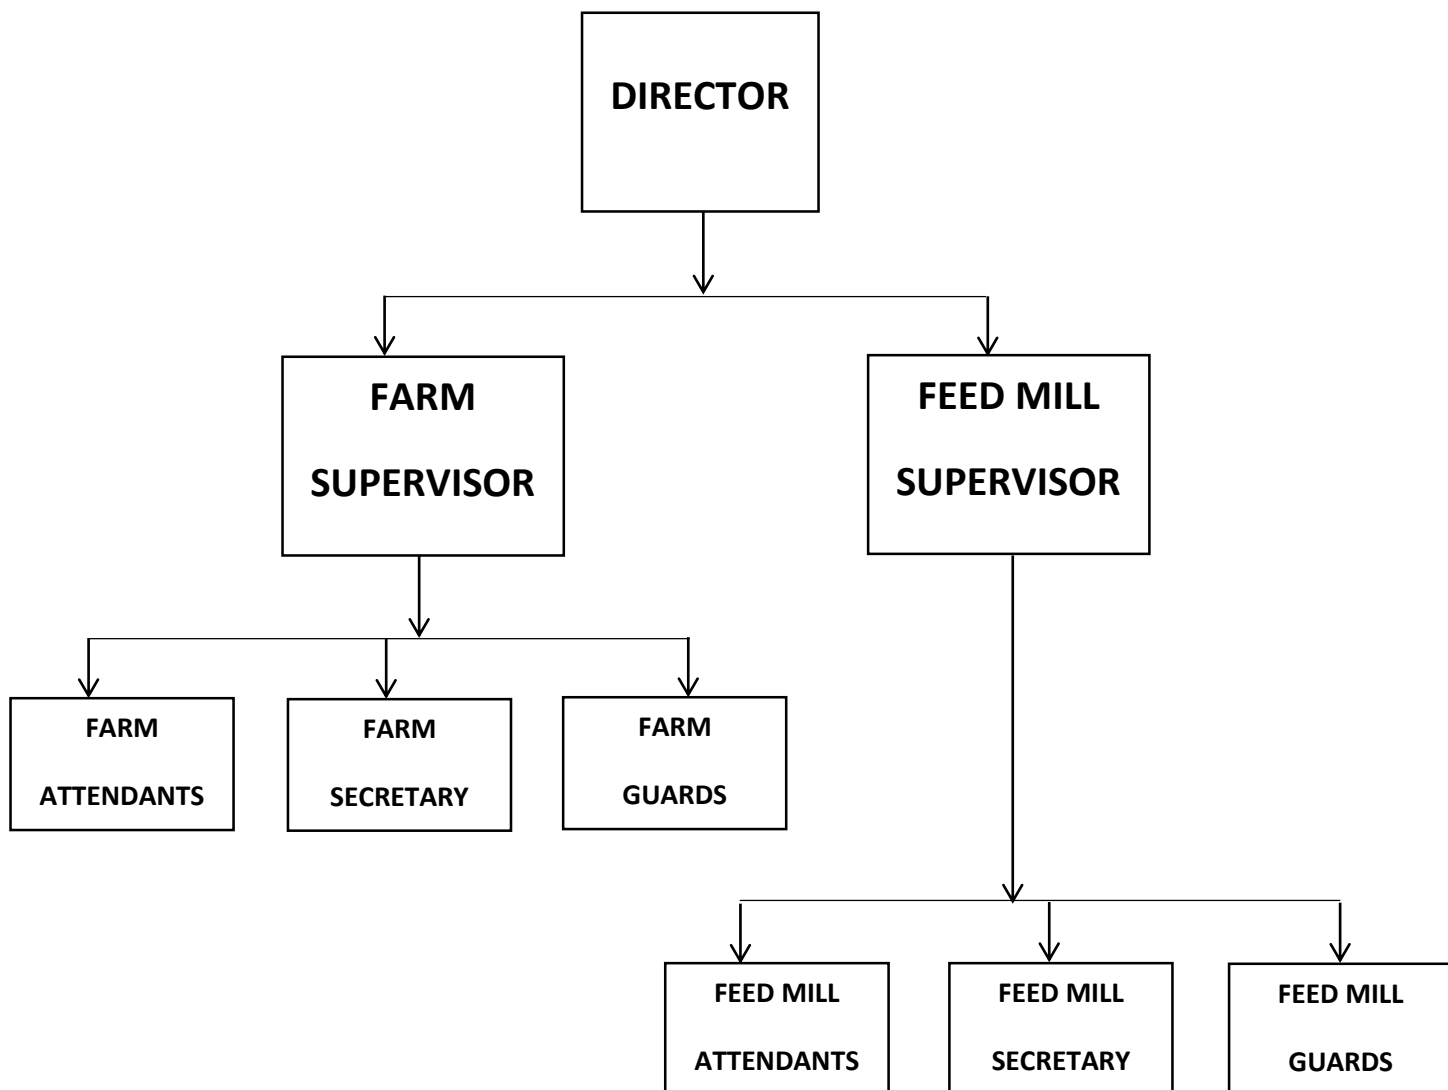 DIRECTOR
FARM
SUPERVISOR
FEED MILL
SUPERVISOR
FARM
ATTENDANTS
FARM
SECRETARY
FARM
GUARDS
FEED MILL
ATTENDANTS
FEED MILL
SECRETARY
FEED MILL
GUARDS